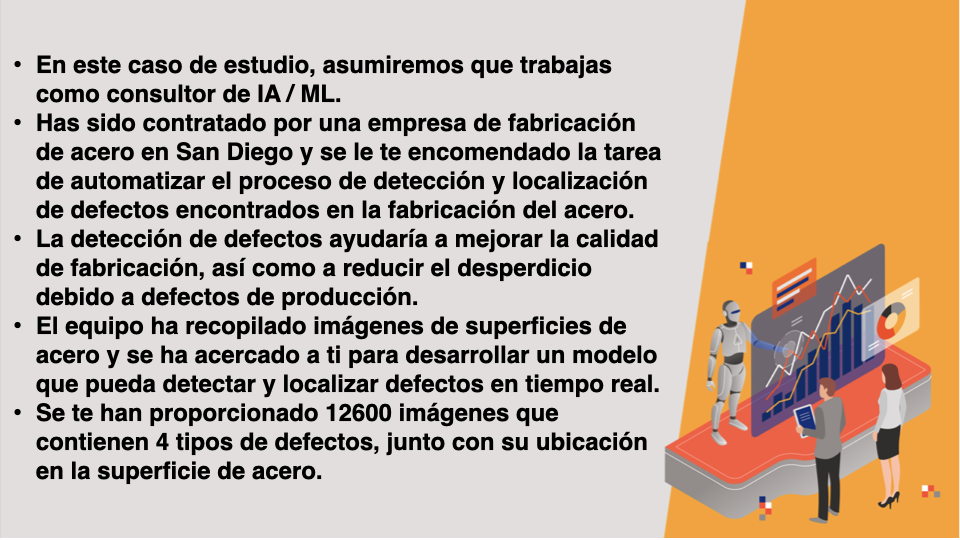 • En este caso de estudio, asumiremos que trabajas
como consultor de IA / ML.
• Has sido contratado por una empresa de fabricación
de acero en San Diego y se le te encomendado la tarea
de automatizar el proceso de detección y localización
de defectos encontrados en la fabricación del acero.
• La detección de defectos ayudaría a mejorar la calidad
de fabricación, así como a reducir el desperdicio
debido a defectos de producción.
• El equipo ha recopilado imágenes de superficies de
acero y se ha acercado a ti para desarrollar un modelo
que pueda detectar y localizar defectos en tiempo real.
• Se te han proporcionado 12600 imágenes que
contienen 4 tipos de defectos, junto con su ubicación
en la superficie de acero.